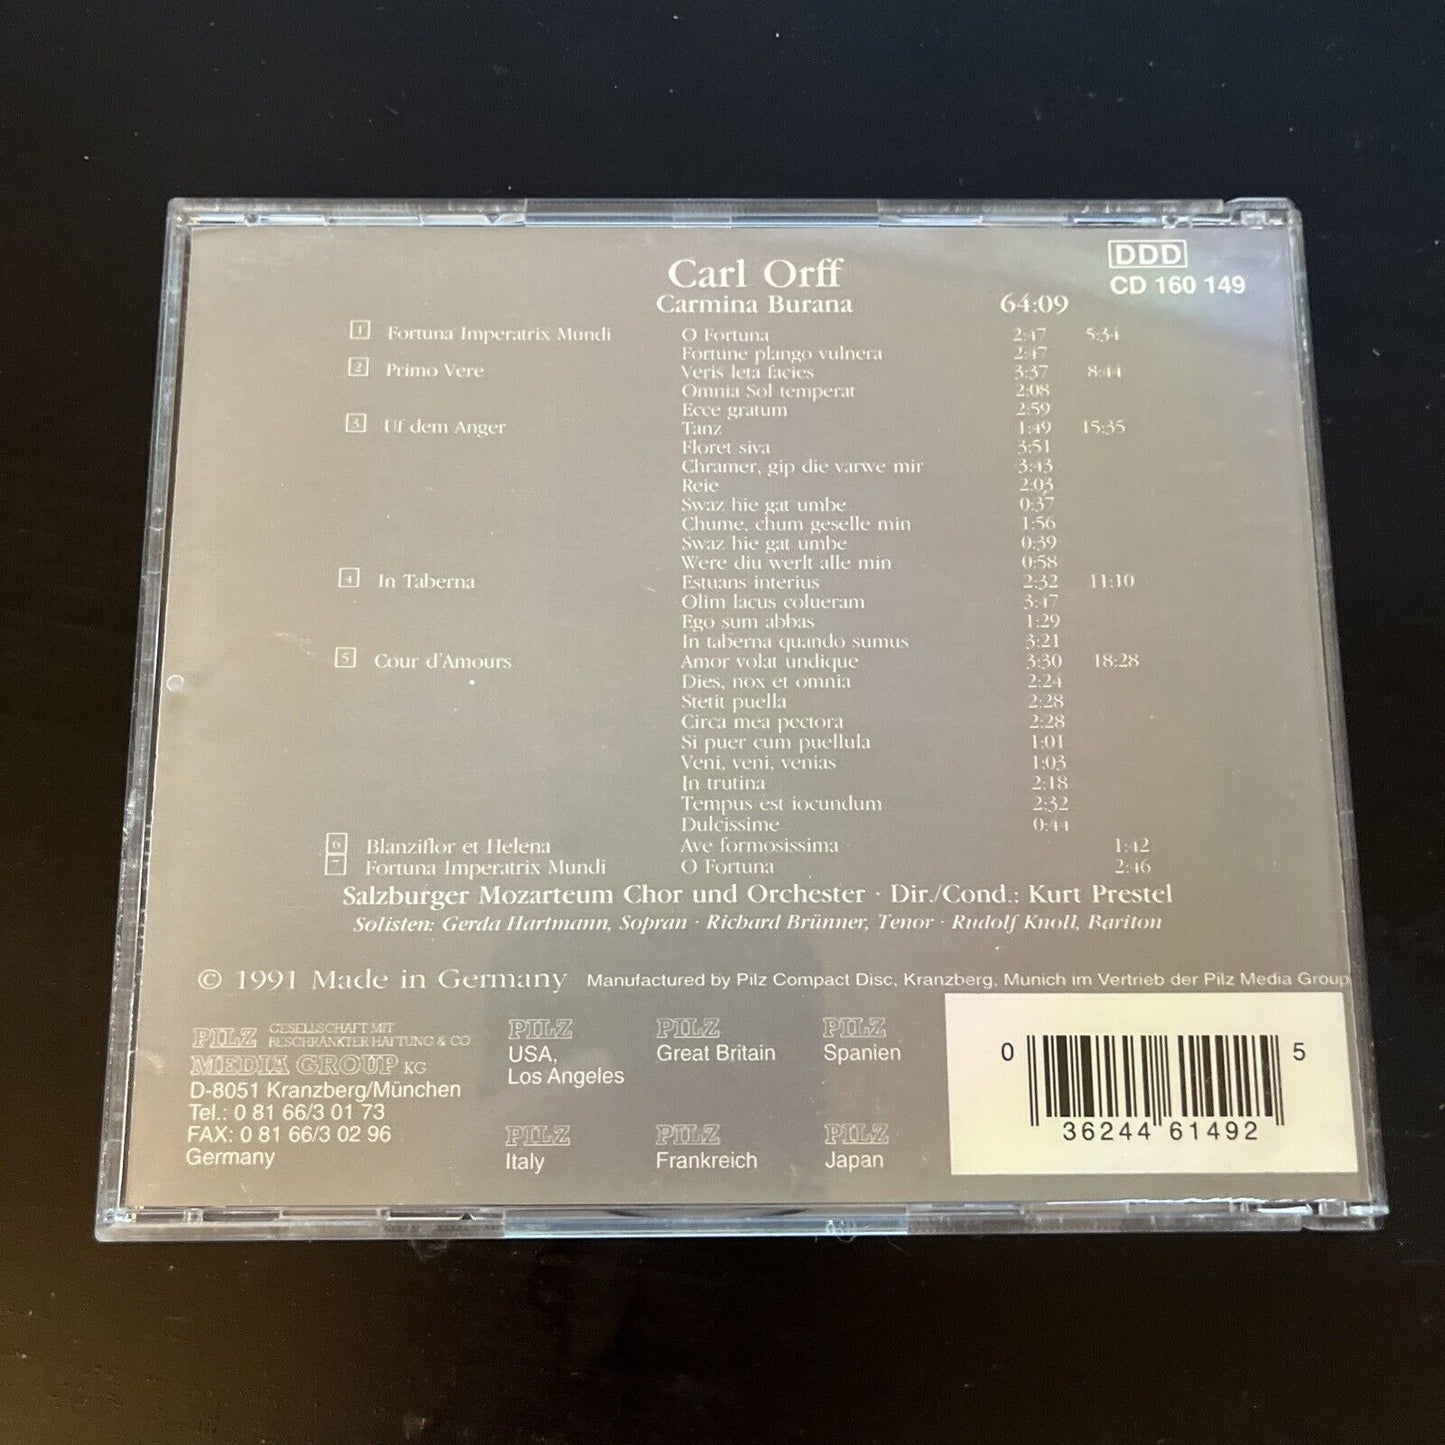 DDD
CD 160 149
Carl Orff
Carmina Burana 64:09
1 Fortuna Imperatrix Mundi O Fortuna 2:47 5:34
Fortune plango vulnera 2:47
2 Primo Vere Veris leta facies 3:37 8:44
Omnia Sol temperat 2:08
Ecce gratum 2:59
3 Uf dem Anger Tanz 1:49 15:35
Floret siva 3:51
Chramer, gip die varwe mir 3:43
Reie 2:03
Swaz hie gat umbe 0:37
Chume, chum geselle min 1:56
Swaz hie gat umbe 0:39
Were diu werlt alle min 0:58
4 In Taberna Estuans interius 2:32 11:10
Olim lacus colueram 3:47
Ego sum abbas 1:29
In taberna quando sumus 3:21
5 Cour d'Amours Amor volat undique 3:30 18:28
Dies, nox et omnia 2:24
Stetit puella 2:28
Circa mea pectora 2:28
Si puer cum puellula 1:01
Veni, veni, venias 1:03
In trutina 2:18
Tempus est iocundum 2:32
Dulcissime 0:44
6 Blanziflor et Helena Ave formosissima 1:42
7 Fortuna Imperatrix Mundi O Fortuna 2:46
Salzburger Mozarteum Chor und Orchester · Dir./Cond.: Kurt Prestel
Solisten: Gerda Hartmann, Sopran · Richard Brünner, Tenor · Rudolf Knoll, Bariton
© 1991 Made in Germany Manufactured by Pilz Compact Disc, Kranzberg, Munich im Vertrieb der Pilz Media Group
PILZ GESELLSCHAFT MIT
BESCHRÄNKTER HAFTUNG & CO
MEDIA GROUP KG
D-8051 Kranzberg/München
Tel.: 0 81 66/3 01 73
FAX: 0 81 66/3 02 96
Germany
PILZ
USA,
Los Angeles
PILZ
Great Britain
PILZ
Spanien
PILZ
Italy
PILZ
Frankreich
PILZ
Japan
0 36244 61492 5